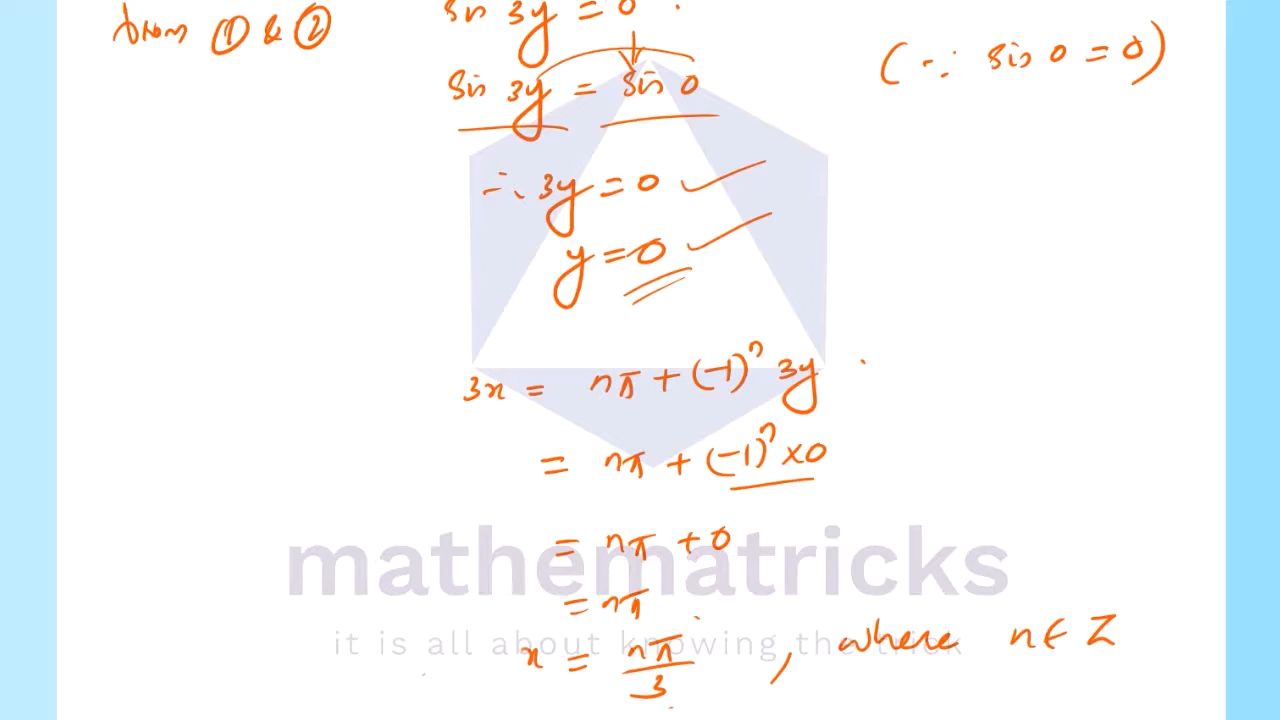 from ① & ② sin 3y = 0 .
sin 3y = sin 0 (∵ sin 0 = 0)
∴ 3y = 0 ✓
y = 0 ✓
3x = nπ + (-1)ⁿ 3y
= nπ + (-1)ⁿ × 0
= nπ + 0
mathematricks
= nπ
it is all about knowing the trick
x = nπ/3 , where n ∈ Z